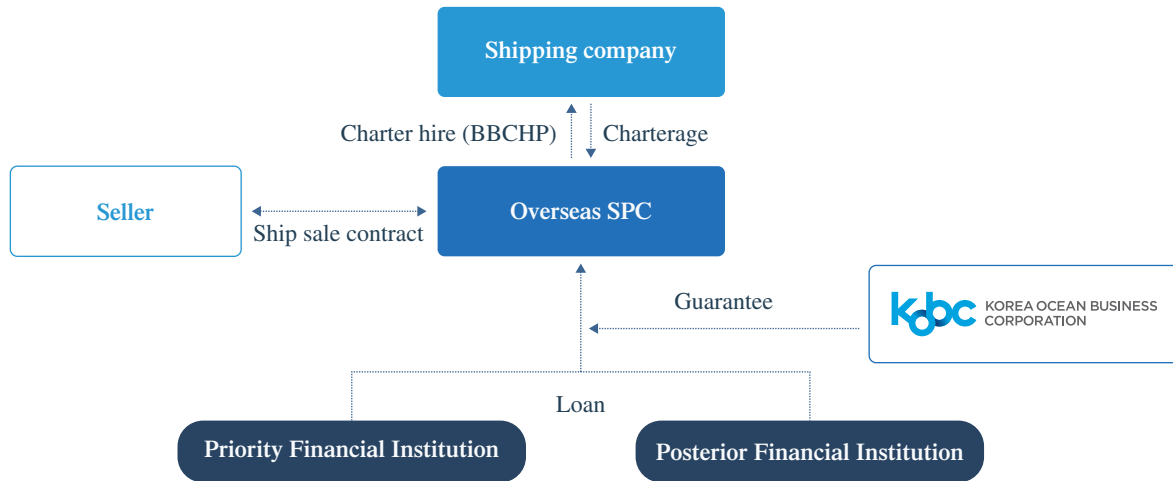 Shipping company
Charter hire (BBCHP)
Charterage
Seller
Ship sale contract
Overseas SPC
Guarantee
kobc
KOREA OCEAN BUSINESS
CORPORATION
Loan
Priority Financial Institution
Posterior Financial Institution